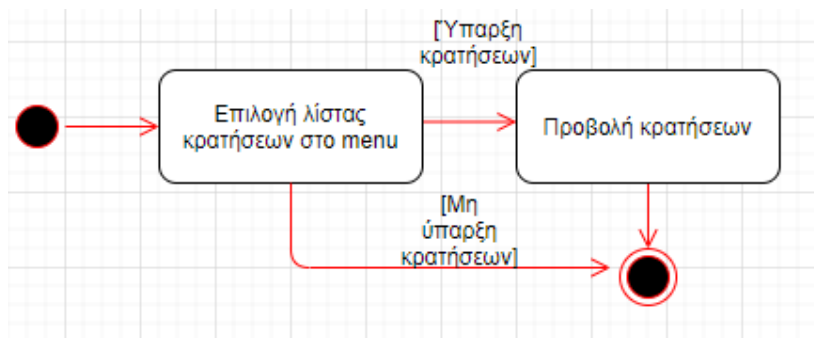 [Ύπαρξη
κρατήσεων]
Επιλογή λίστας
κρατήσεων στο menu
Προβολή κρατήσεων
[Μη
ύπαρξη
κρατήσεων]